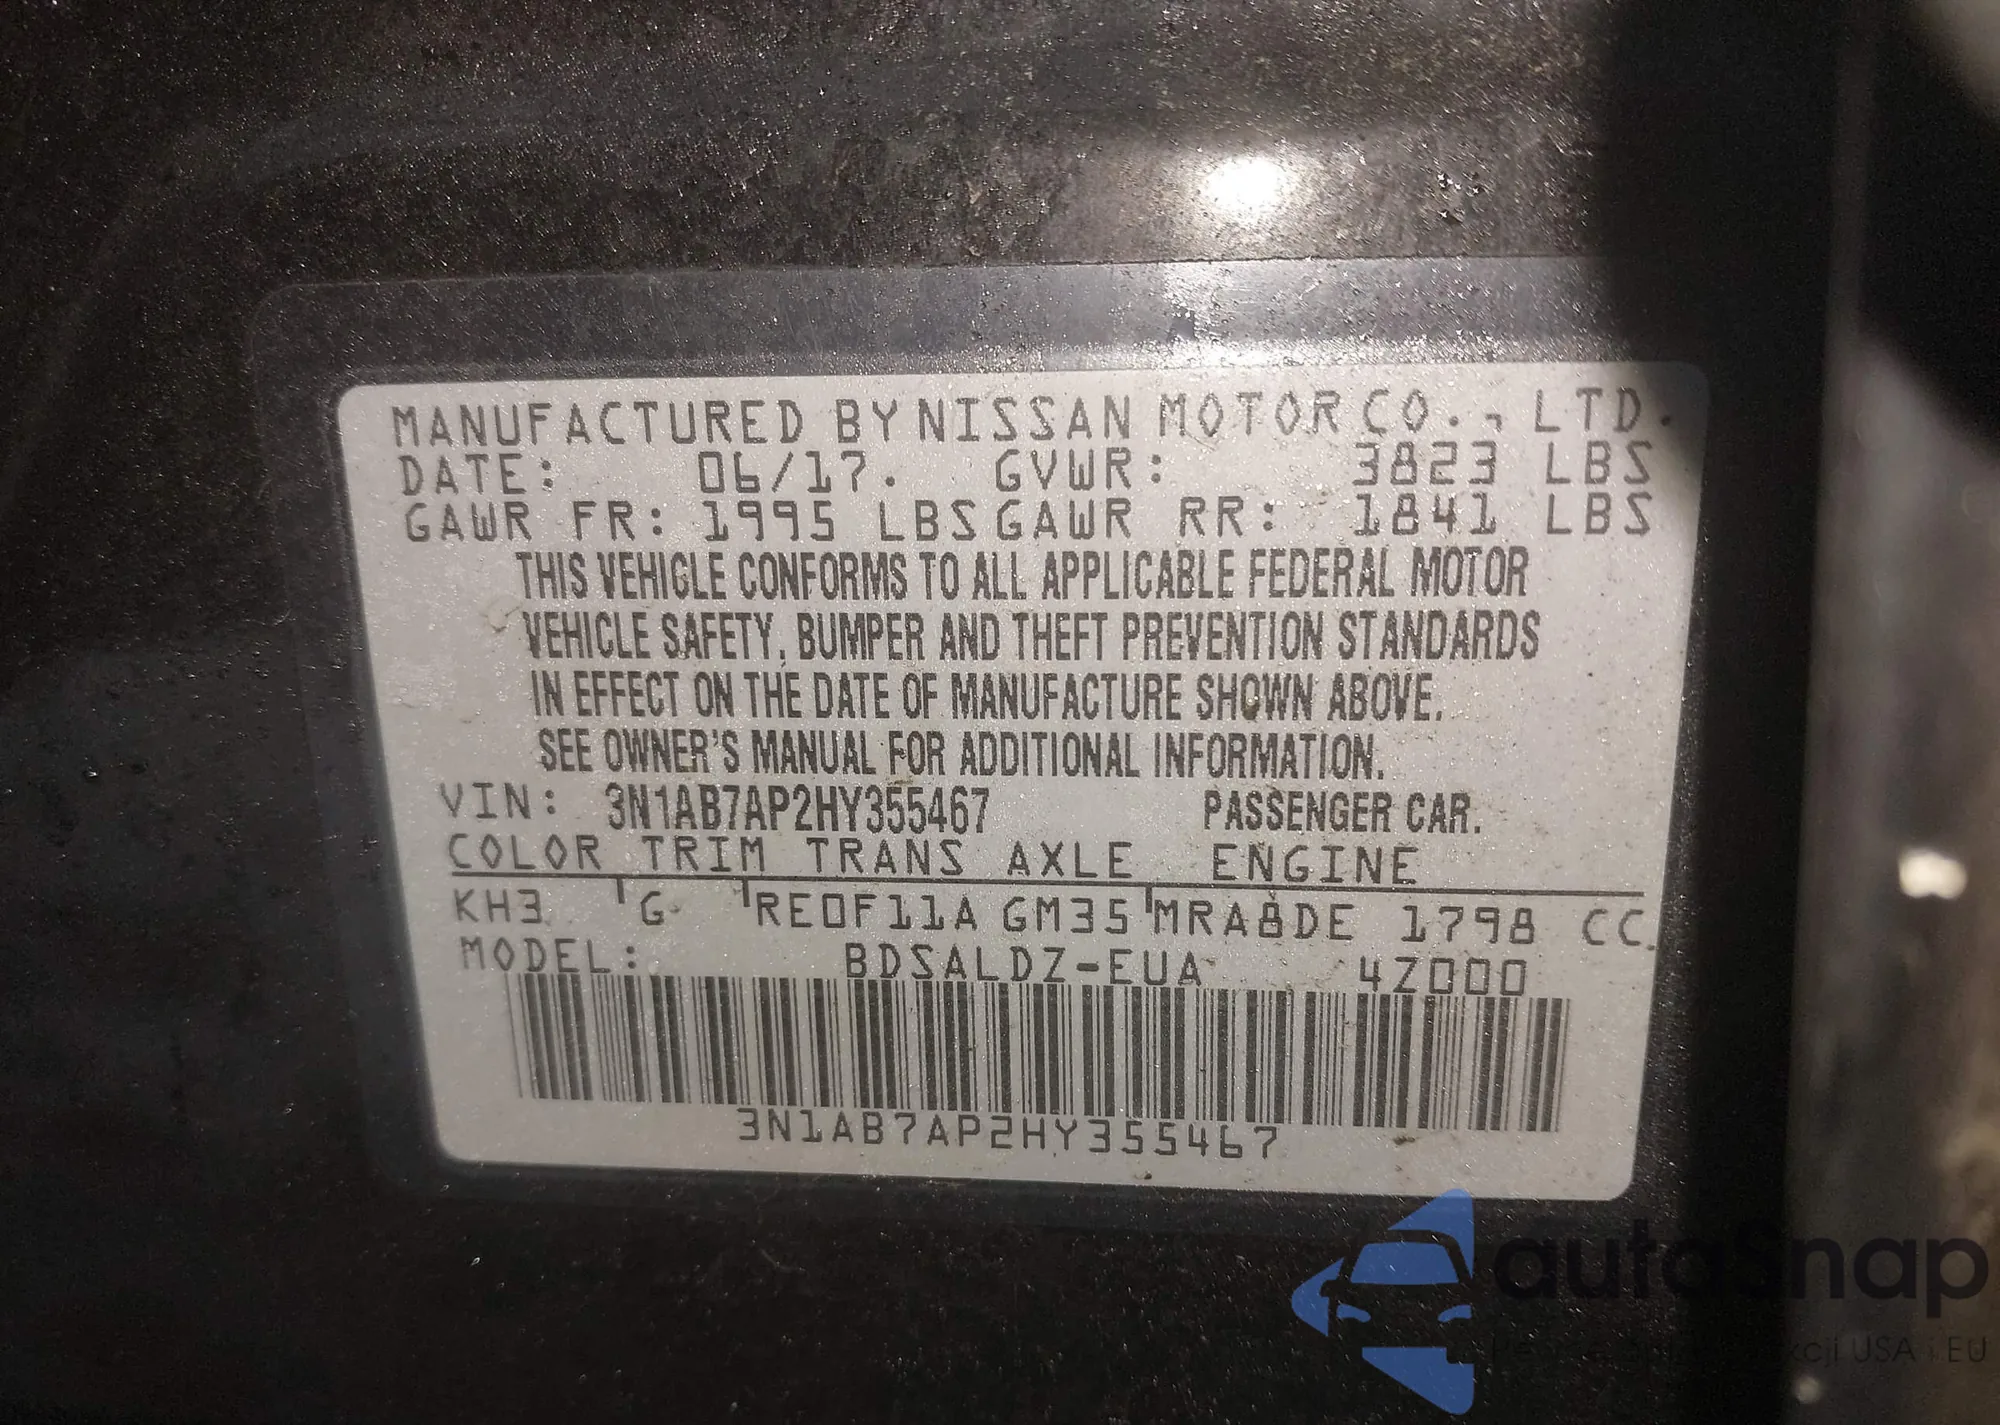 MANUFACTURED BY NISSAN MOTOR CO., LTD.
DATE: 06/17. GVWR: 3823 LBS
GAWR FR: 1995 LBS GAWR RR: 1841 LBS
THIS VEHICLE CONFORMS TO ALL APPLICABLE FEDERAL MOTOR
VEHICLE SAFETY, BUMPER AND THEFT PREVENTION STANDARDS
IN EFFECT ON THE DATE OF MANUFACTURE SHOWN ABOVE.
SEE OWNER'S MANUAL FOR ADDITIONAL INFORMATION.
VIN: 3N1AB7AP2HY355467 PASSENGER CAR.
COLOR TRIM TRANS AXLE ENGINE
KH3 G RE0F11A GM35 MRA8DE 1798 CC.
MODEL: BDSALDZ-EUA 4Z000
3N1AB7AP2HY355467
autosnap
USA i EU